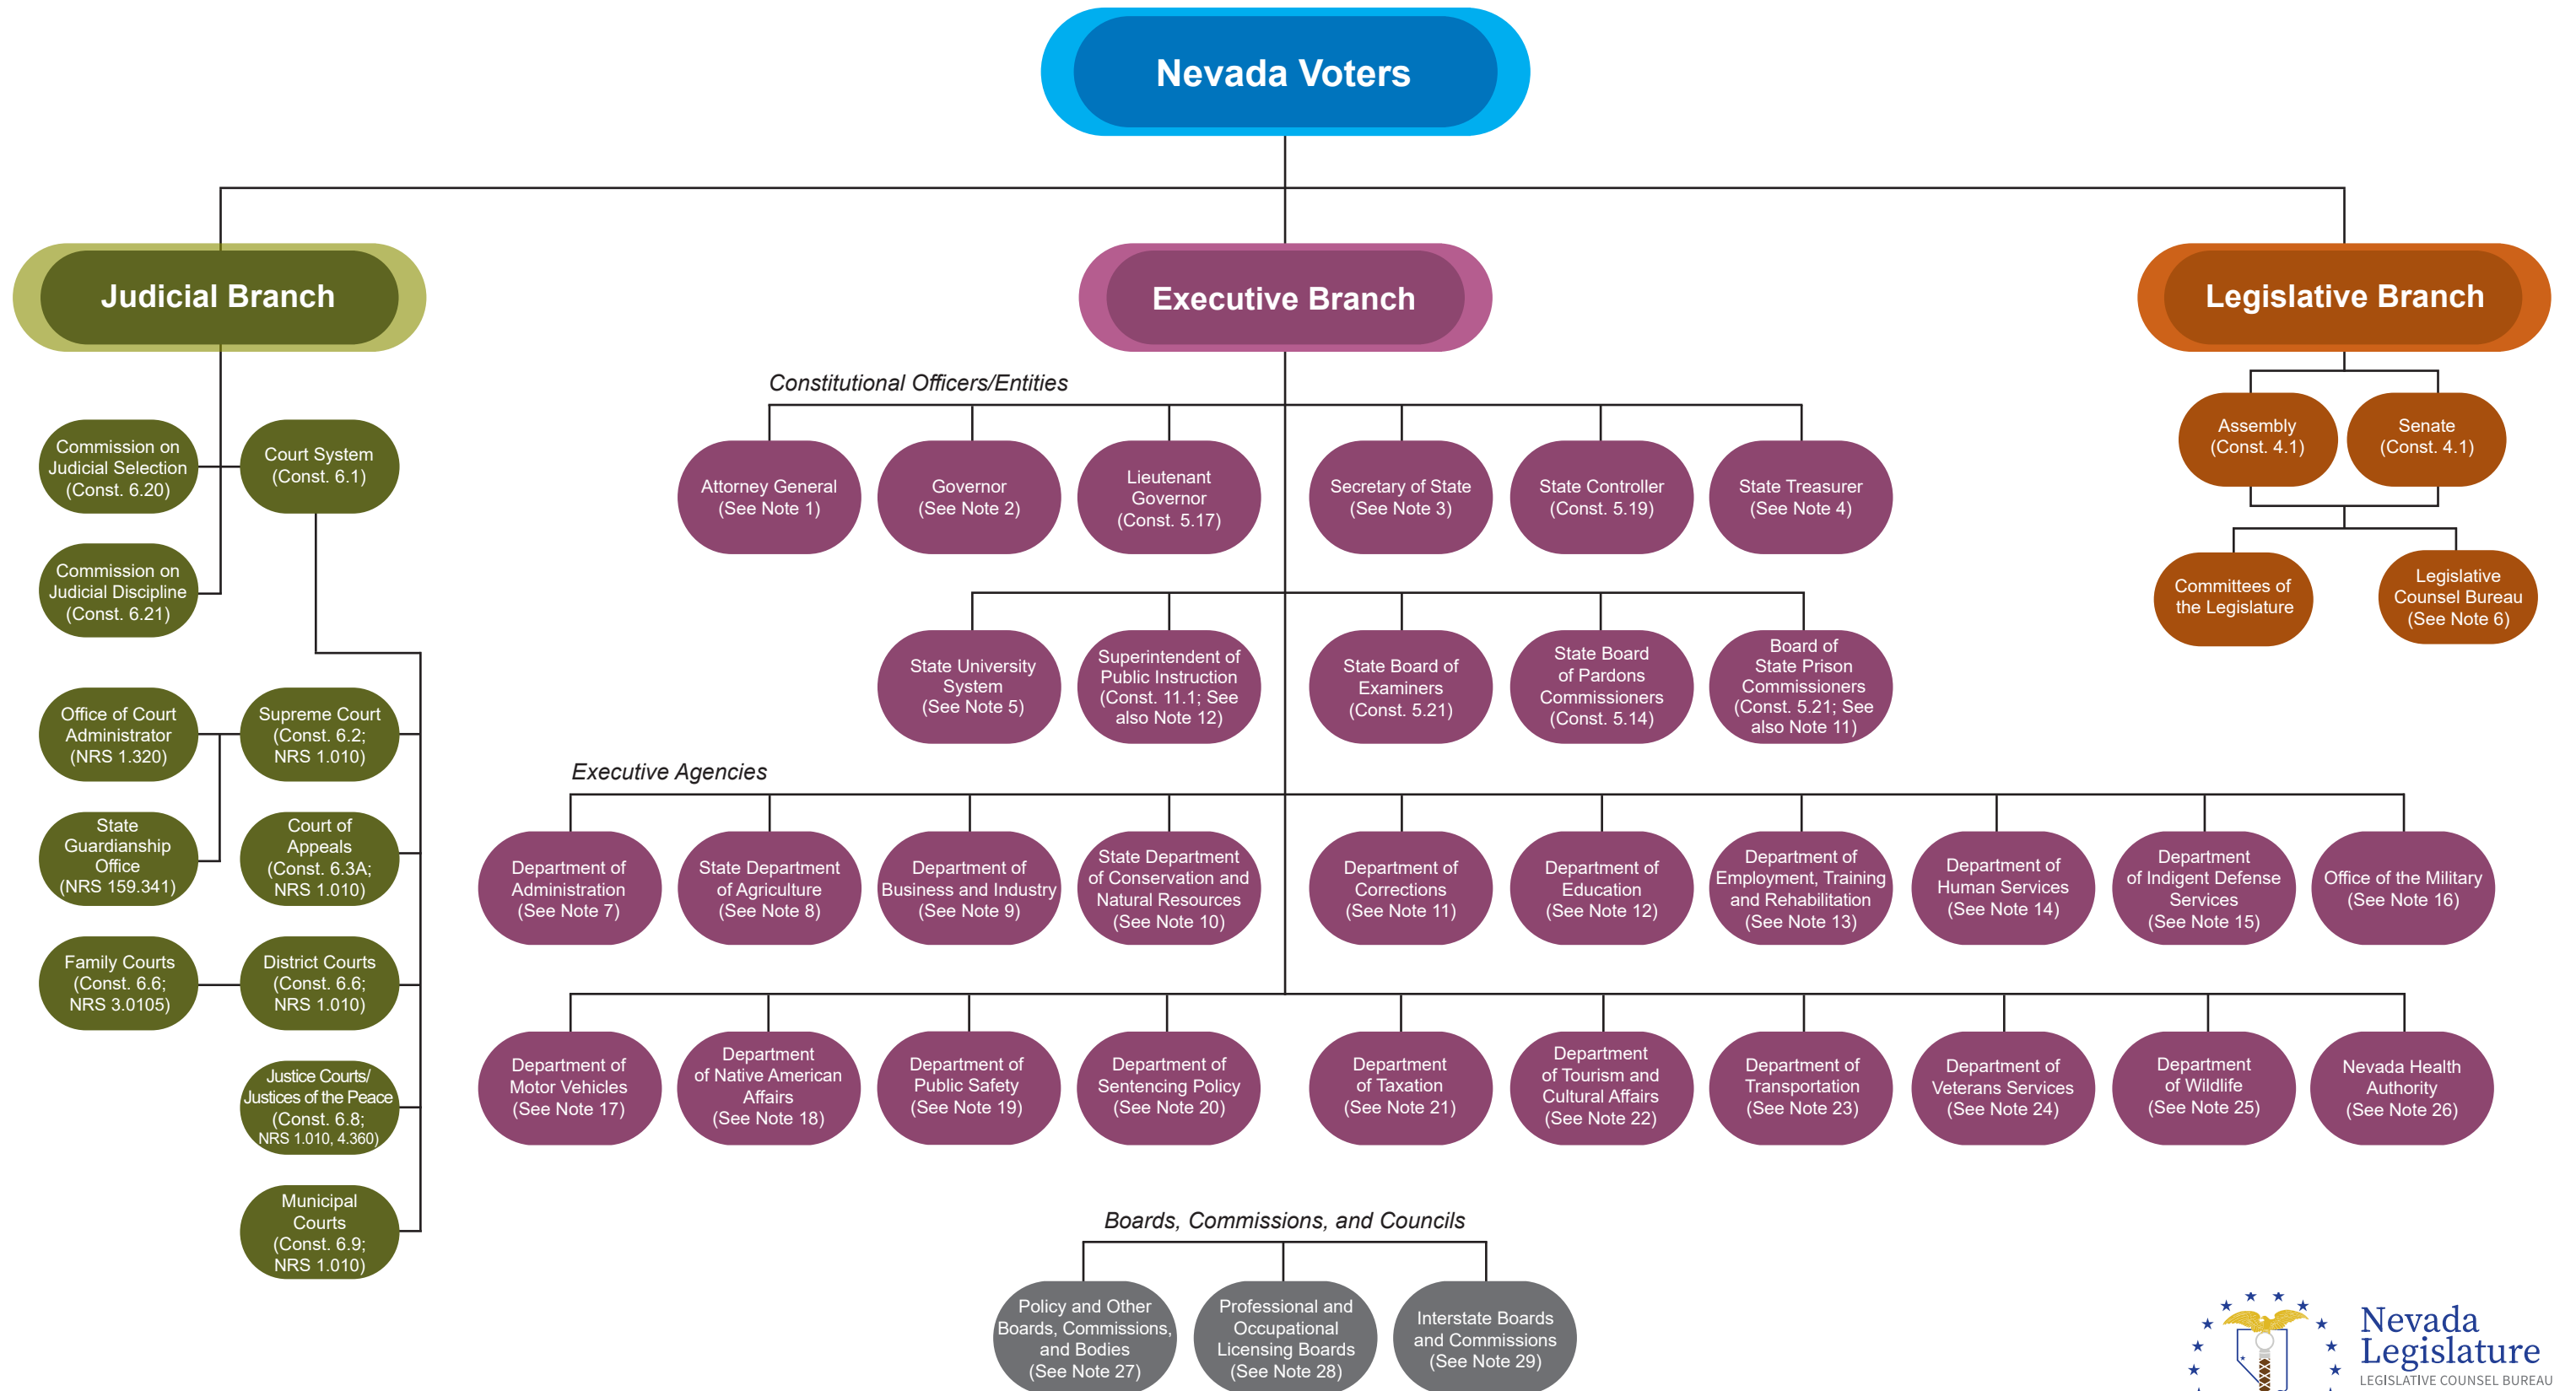 Nevada Voters
Judicial Branch
Commission on
Judicial Selection
(Const. 6.20)
Court System
(Const. 6.1)
Commission on
Judicial Discipline
(Const. 6.21)
Office of Court
Administrator
(NRS 1.320)
Supreme Court
(Const. 6.2;
NRS 1.010)
State
Guardianship
Office
(NRS 159.341)
Court of
Appeals
(Const. 6.3A;
NRS 1.010)
Family Courts
(Const. 6.6;
NRS 3.0105)
District Courts
(Const. 6.6;
NRS 1.010)
Justice Courts/
Justices of the Peace
(Const. 6.8;
NRS 1.010, 4.360)
Municipal
Courts
(Const. 6.9;
NRS 1.010)
Executive Branch
Constitutional Officers/Entities
Attorney General
(See Note 1)
Governor
(See Note 2)
Lieutenant
Governor
(Const. 5.17)
Secretary of State
(See Note 3)
State Controller
(Const. 5.19)
State Treasurer
(See Note 4)
State University
System
(See Note 5)
Superintendent of
Public Instruction
(Const. 11.1; See
also Note 12)
State Board of
Examiners
(Const. 5.21)
State Board
of Pardons
Commissioners
(Const. 5.14)
Board of
State Prison
Commissioners
(Const. 5.21; See
also Note 11)
Executive Agencies
Department of
Administration
(See Note 7)
State Department
of Agriculture
(See Note 8)
Department of
Business and Industry
(See Note 9)
State Department
of Conservation and
Natural Resources
(See Note 10)
Department of
Corrections
(See Note 11)
Department of
Education
(See Note 12)
Department of
Employment, Training
and Rehabilitation
(See Note 13)
Department of
Human Services
(See Note 14)
Department
of Indigent Defense
Services
(See Note 15)
Office of the Military
(See Note 16)
Department of
Motor Vehicles
(See Note 17)
Department
of Native American
Affairs
(See Note 18)
Department of
Public Safety
(See Note 19)
Department of
Sentencing Policy
(See Note 20)
Department
of Taxation
(See Note 21)
Department
of Tourism and
Cultural Affairs
(See Note 22)
Department of
Transportation
(See Note 23)
Department of
Veterans Services
(See Note 24)
Department
of Wildlife
(See Note 25)
Nevada Health
Authority
(See Note 26)
Boards, Commissions, and Councils
Policy and Other
Boards, Commissions,
and Bodies
(See Note 27)
Professional and
Occupational
Licensing Boards
(See Note 28)
Interstate Boards
and Commissions
(See Note 29)
Legislative Branch
Assembly
(Const. 4.1)
Senate
(Const. 4.1)
Committees of
the Legislature
Legislative
Counsel Bureau
(See Note 6)
Nevada
Legislature
LEGISLATIVE COUNSEL BUREAU